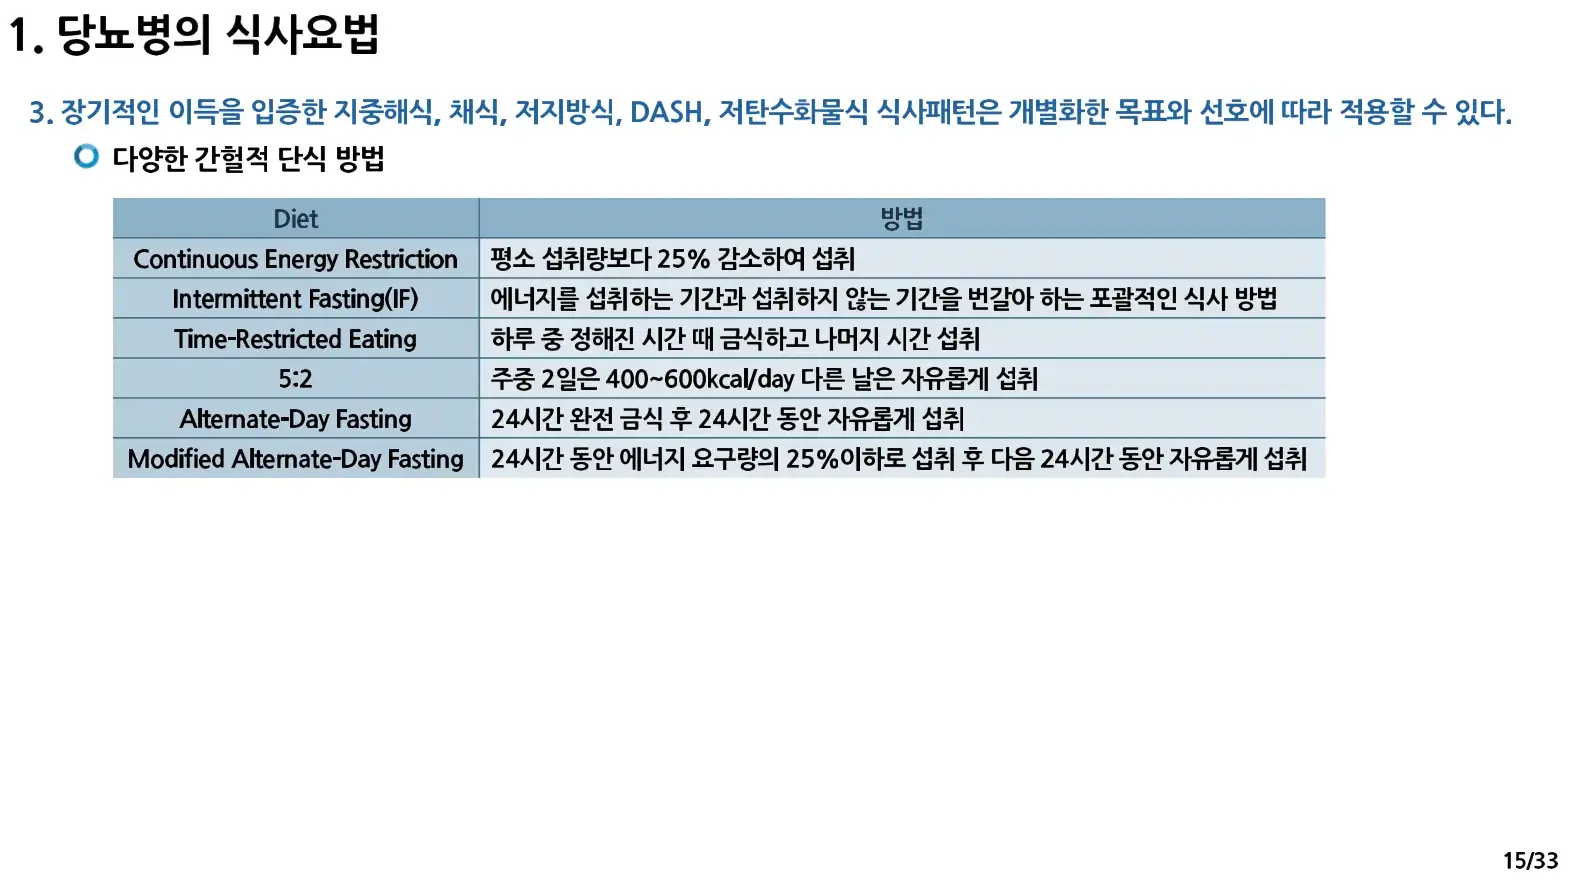 1. 당뇨병의 식사요법
3. 장기적인 이득을 입증한 지중해식, 채식, 저지방식, DASH, 저탄수화물식 식사패턴은 개별화한 목표와 선호에 따라 적용할 수 있다.
다양한 간헐적 단식 방법
Diet 방법
Continuous Energy Restriction 평소 섭취량보다 25% 감소하여 섭취
Intermittent Fasting(IF) 에너지를 섭취하는 기간과 섭취하지 않는 기간을 번갈아 하는 포괄적인 식사 방법
Time-Restricted Eating 하루 중 정해진 시간 때 금식하고 나머지 시간 섭취
5:2 주중 2일은 400~600kcal/day 다른 날은 자유롭게 섭취
Alternate-Day Fasting 24시간 완전 금식 후 24시간 동안 자유롭게 섭취
Modified Alternate-Day Fasting 24시간 동안 에너지 요구량의 25%이하로 섭취 후 다음 24시간 동안 자유롭게 섭취
15/33